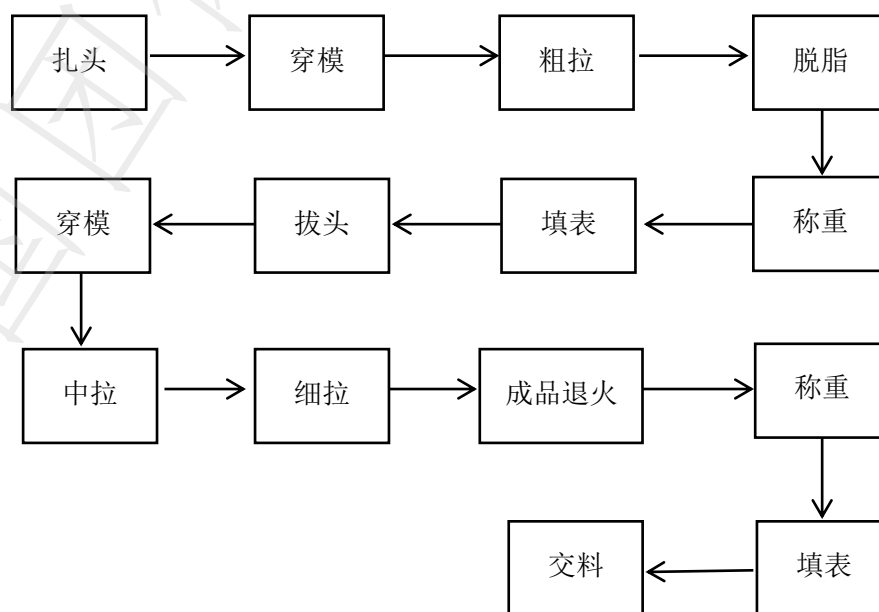 扎头 穿模 粗拉 脱脂
穿模 拔头 填表 称重
中拉 细拉 成品退火 称重
交料 填表